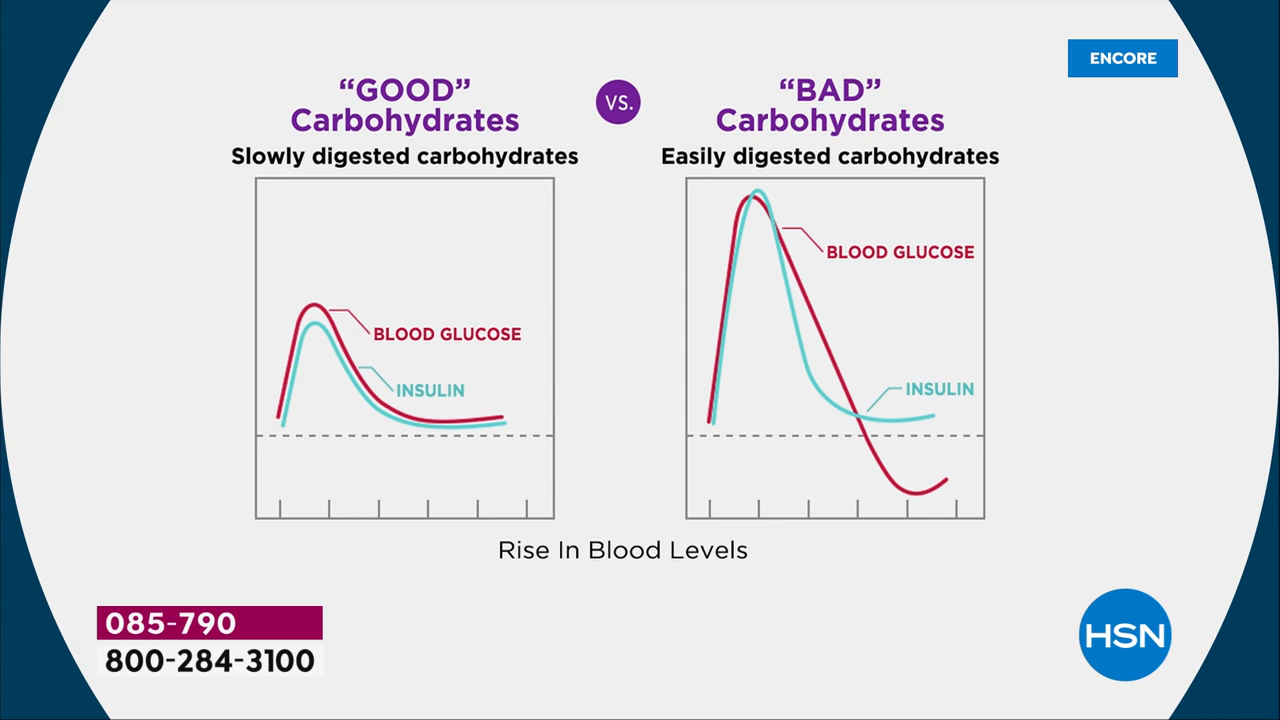 ENCORE
“GOOD”
Carbohydrates
Slowly digested carbohydrates
VS.
“BAD”
Carbohydrates
Easily digested carbohydrates
BLOOD GLUCOSE
INSULIN
BLOOD GLUCOSE
INSULIN
Rise In Blood Levels
085-790
800-284-3100
HSN